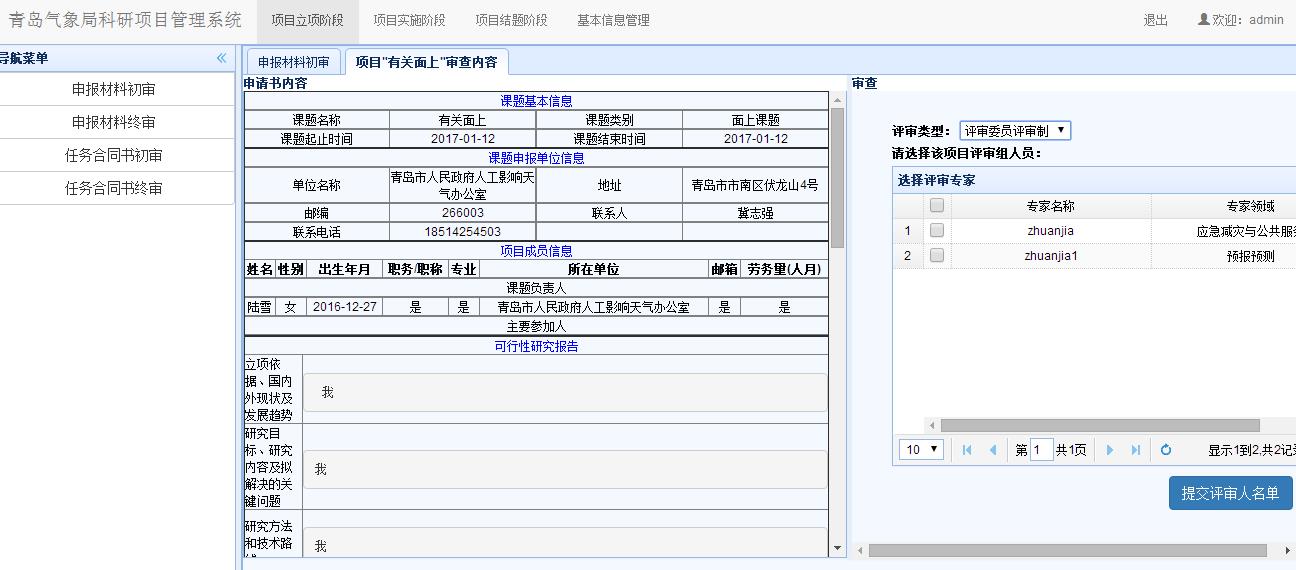 青岛气象局科研项目管理系统 项目立项阶段 项目实施阶段 项目结题阶段 基本信息管理 退出 欢迎：admin
导航菜单
申报材料初审
申报材料终审
任务合同书初审
任务合同书终审
申报材料初审 项目"有关面上"审查内容
申请书内容
课题基本信息
课题名称 有关面上 课题类别 面上课题
课题起止时间 2017-01-12 课题结束时间 2017-01-12
课题申报单位信息
单位名称 青岛市人民政府人工影响天气办公室 地址 青岛市市南区伏龙山4号
邮编 266003 联系人 冀志强
联系电话 18514254503
项目成员信息
姓名 性别 出生年月 职务/职称 专业 所在单位 邮箱 劳务量(人月)
课题负责人
陆雪 女 2016-12-27 是 是 青岛市人民政府人工影响天气办公室 是 是
主要参加人
可行性研究报告
立项依据、国内外现状及发展趋势 我
研究目标、研究内容及拟解决的关键问题 我
研究方法和技术路 我
审查
评审类型： 评审委员评审制
请选择该项目评审组人员：
选择评审专家
专家名称 专家领域
1 zhuanjia 应急减灾与公共服
2 zhuanjia1 预报预测
10 第 1 共1页 显示1到2,共2记
提交评审人名单